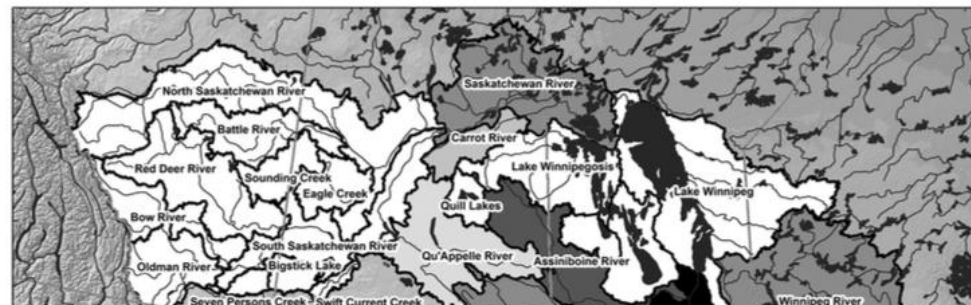 Saskatchewan River
North Saskatchewan River
Battle River
Carrot River
Red Deer River
Lake Winnipegosis
Sounding Creek
Eagle Creek
Lake Winnipeg
Quill Lakes
Bow River
South Saskatchewan River
Qu'Appelle River
Assiniboine River
Oldman River
Bigstick Lake
Seven Persons Creek - Swift Current Creek
Winnipeg River